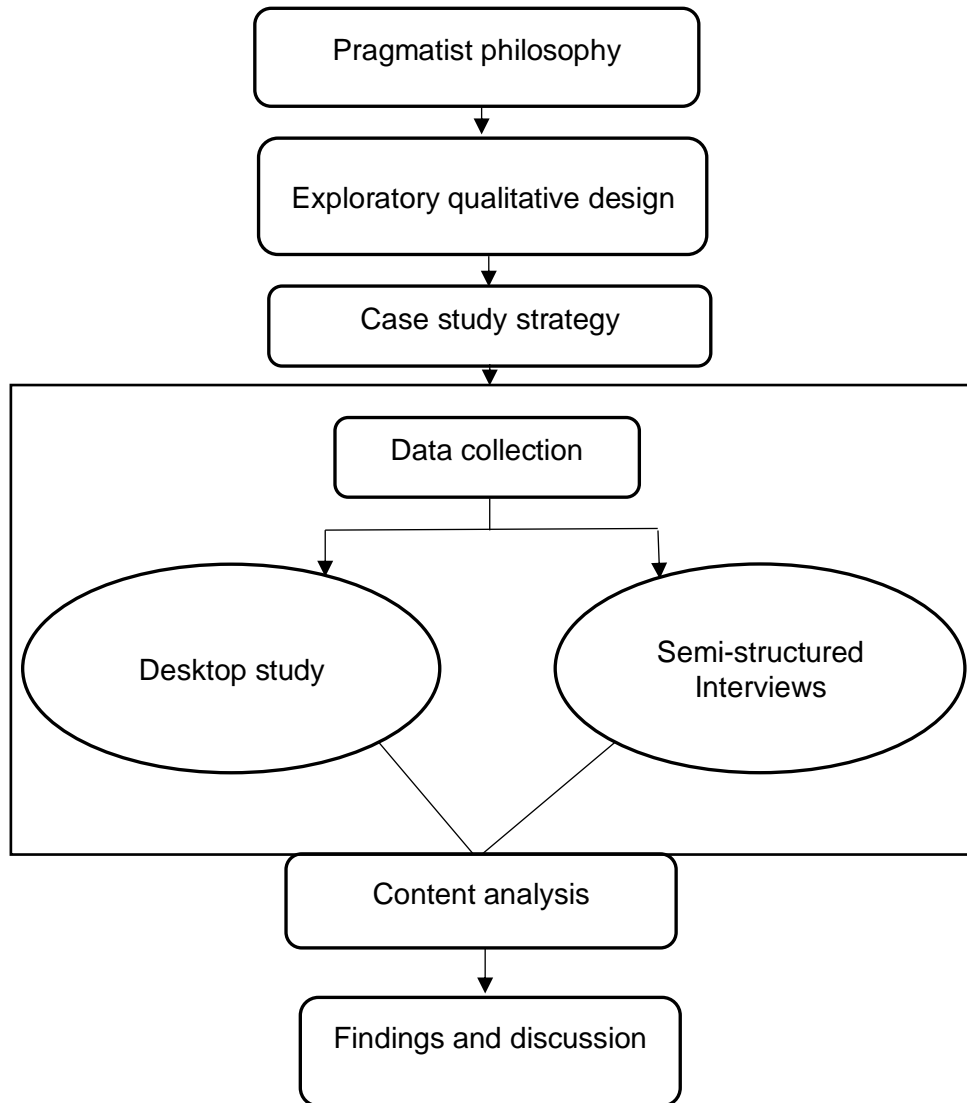 Pragmatist philosophy
Exploratory qualitative design
Case study strategy
Data collection
Desktop study
Semi-structured
Interviews
Content analysis
Findings and discussion